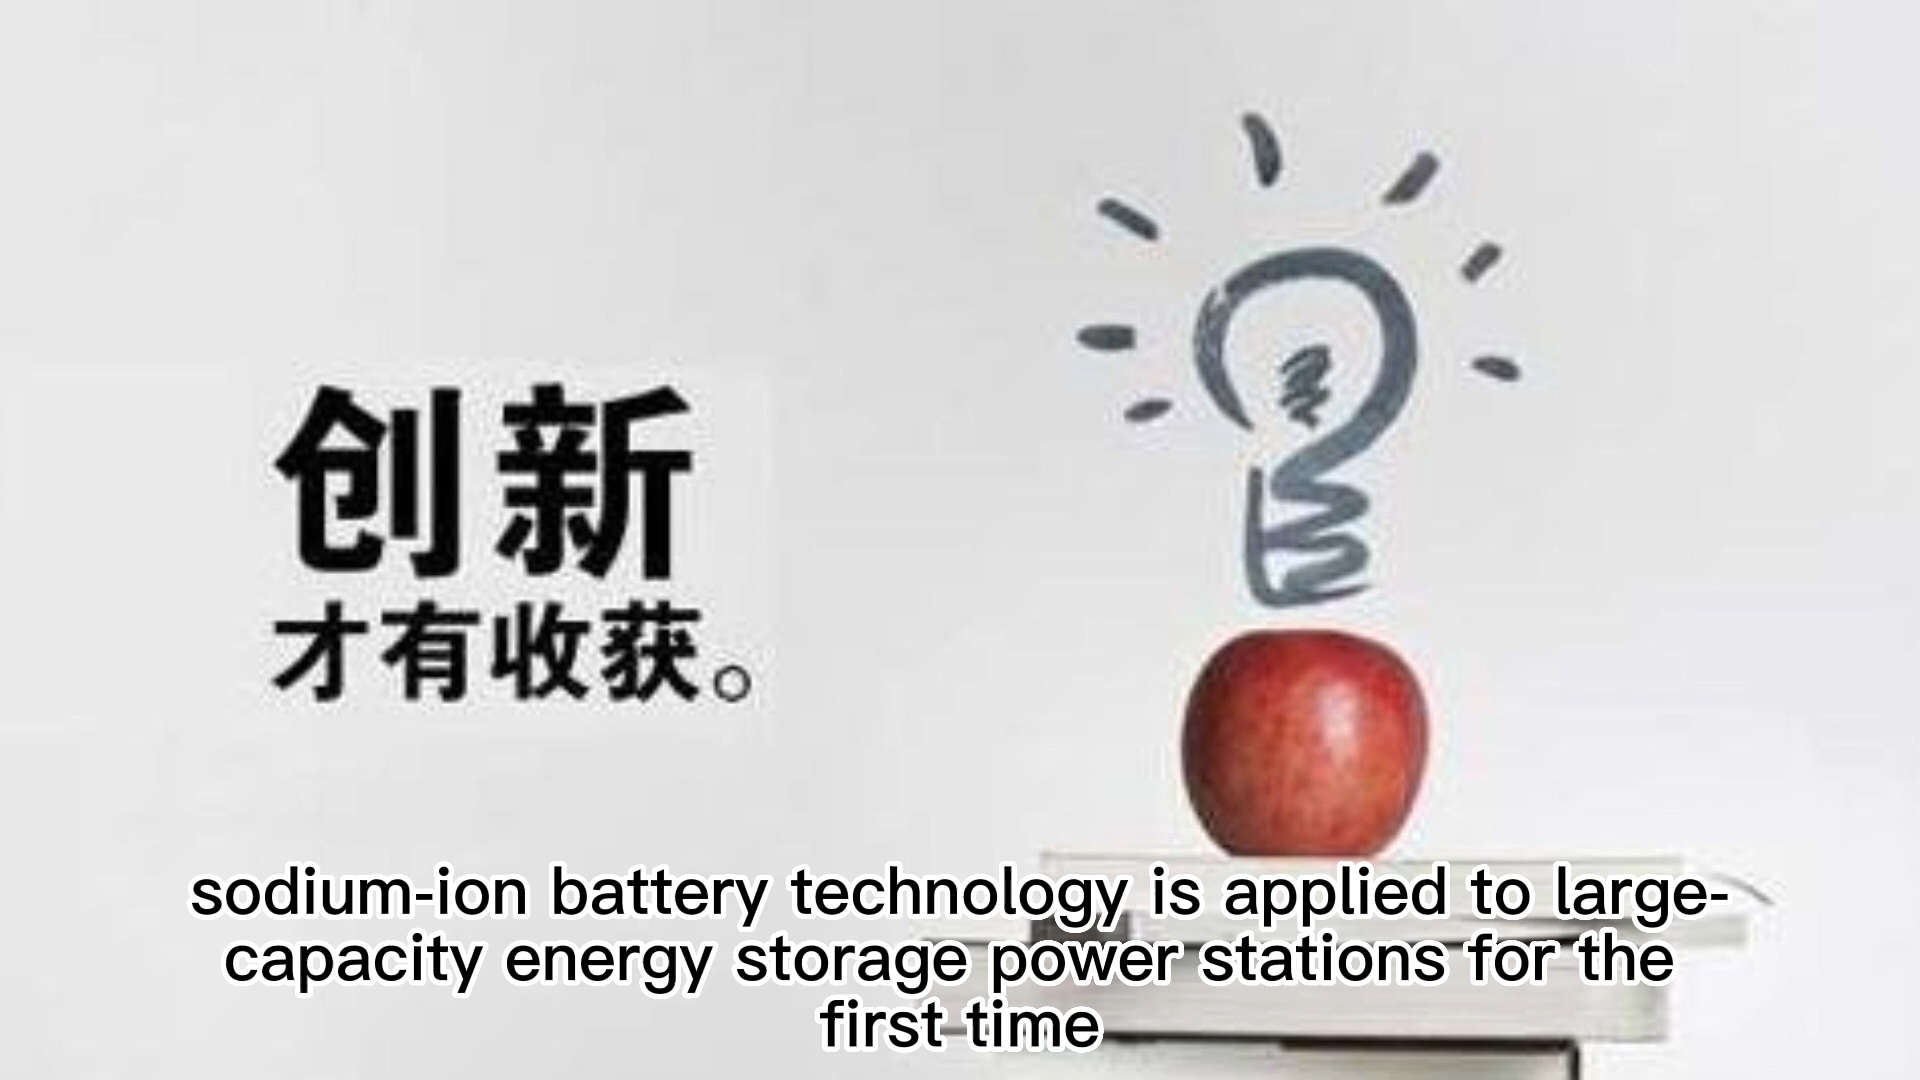 创新
才有收获。
sodium-ion battery technology is applied to large-
capacity energy storage power stations for the
first time